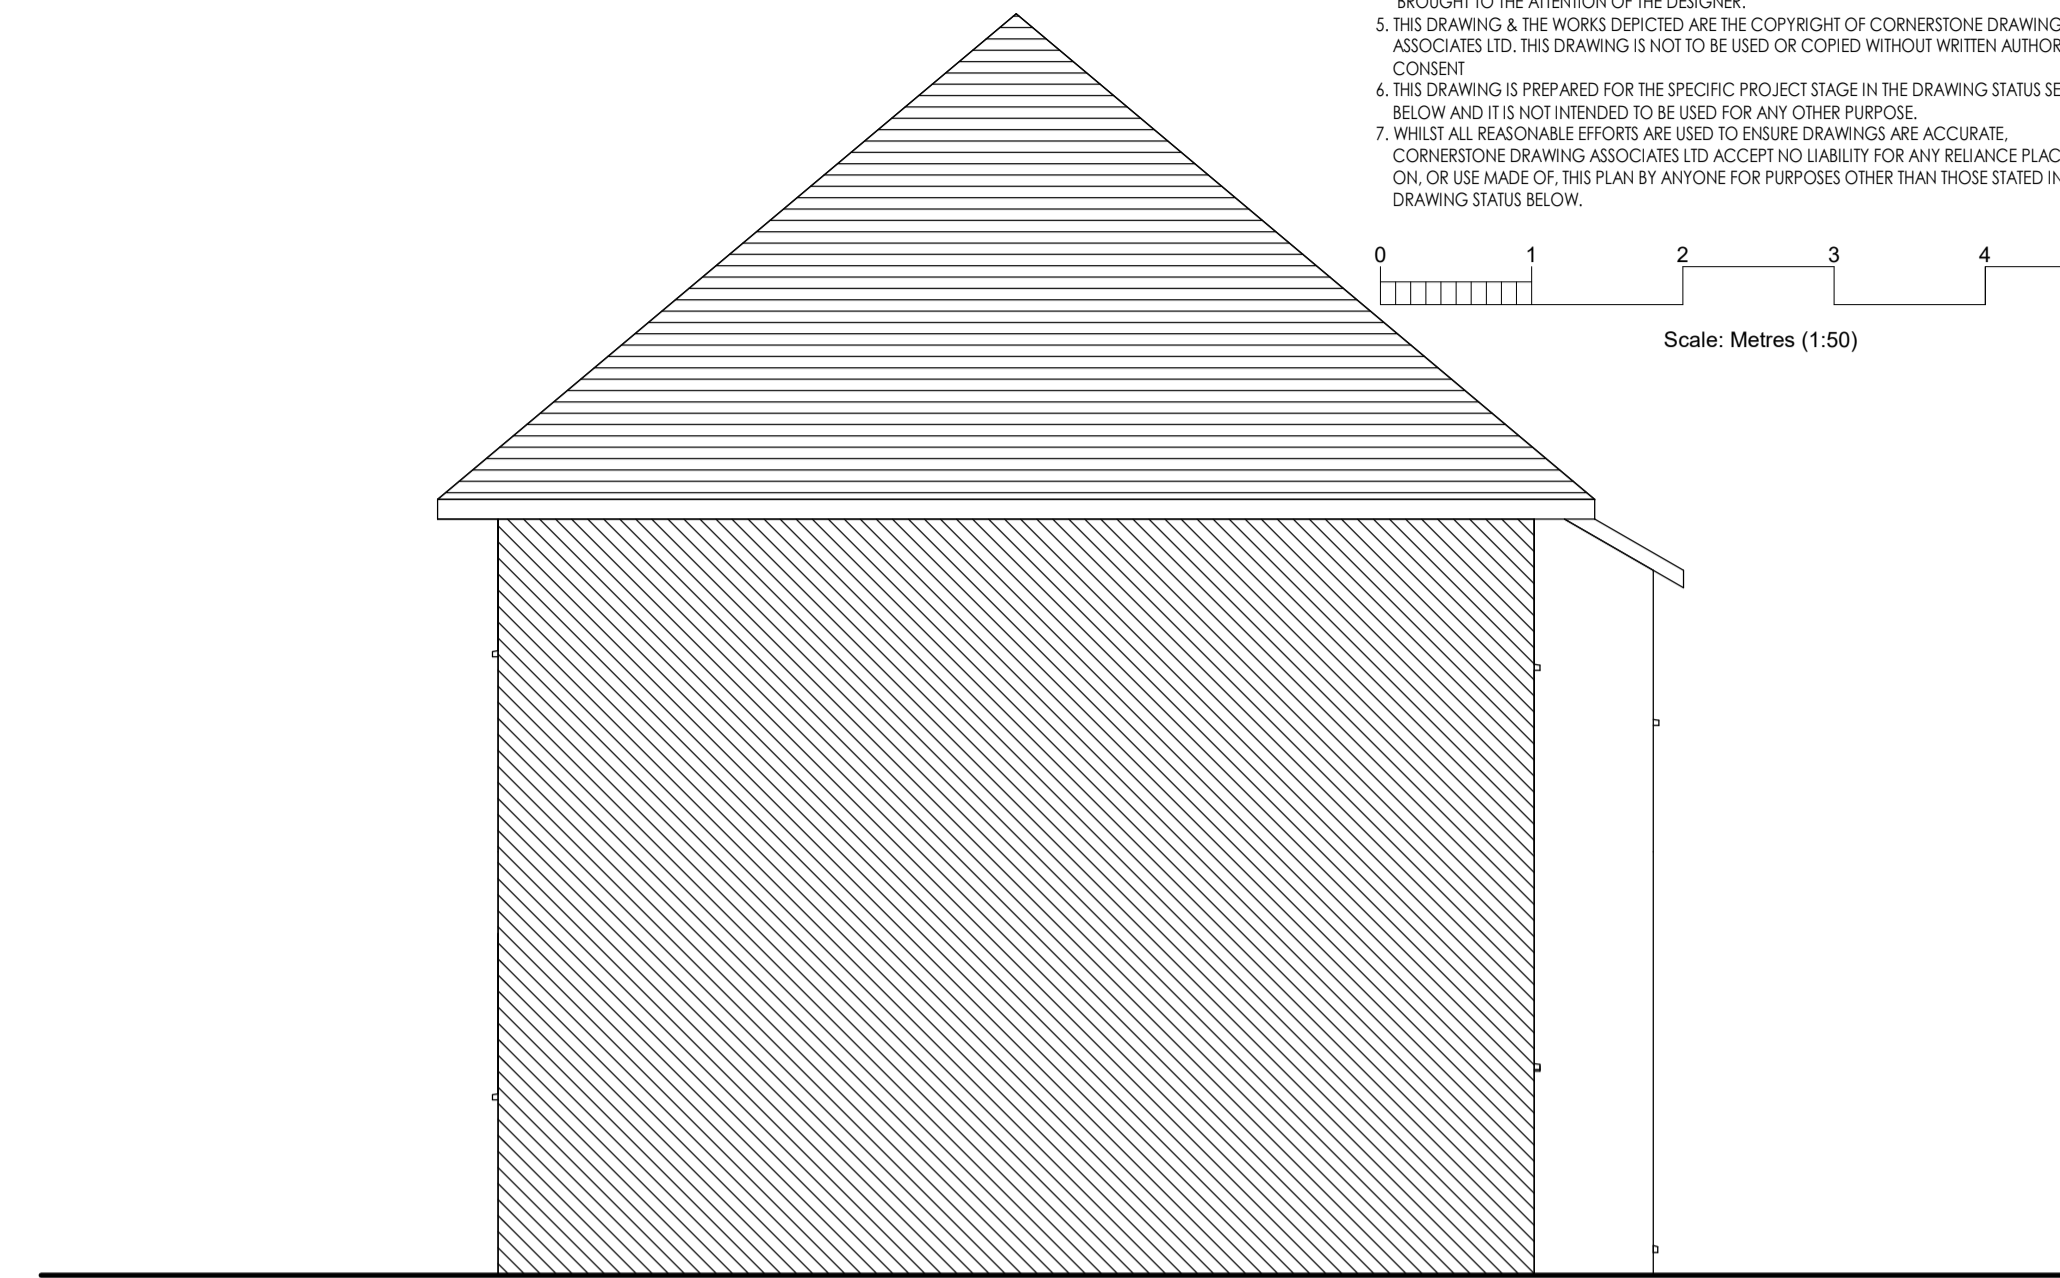 BROUGHT TO THE ATTENTION OF THE DESIGNER.
5. THIS DRAWING & THE WORKS DEPICTED ARE THE COPYRIGHT OF CORNERSTONE DRAWING
ASSOCIATES LTD. THIS DRAWING IS NOT TO BE USED OR COPIED WITHOUT WRITTEN AUTHOR
CONSENT
6. THIS DRAWING IS PREPARED FOR THE SPECIFIC PROJECT STAGE IN THE DRAWING STATUS SE
BELOW AND IT IS NOT INTENDED TO BE USED FOR ANY OTHER PURPOSE.
7. WHILST ALL REASONABLE EFFORTS ARE USED TO ENSURE DRAWINGS ARE ACCURATE,
CORNERSTONE DRAWING ASSOCIATES LTD ACCEPT NO LIABILITY FOR ANY RELIANCE PLAC
ON, OR USE MADE OF, THIS PLAN BY ANYONE FOR PURPOSES OTHER THAN THOSE STATED IN
DRAWING STATUS BELOW.
0 1 2 3 4
Scale: Metres (1:50)